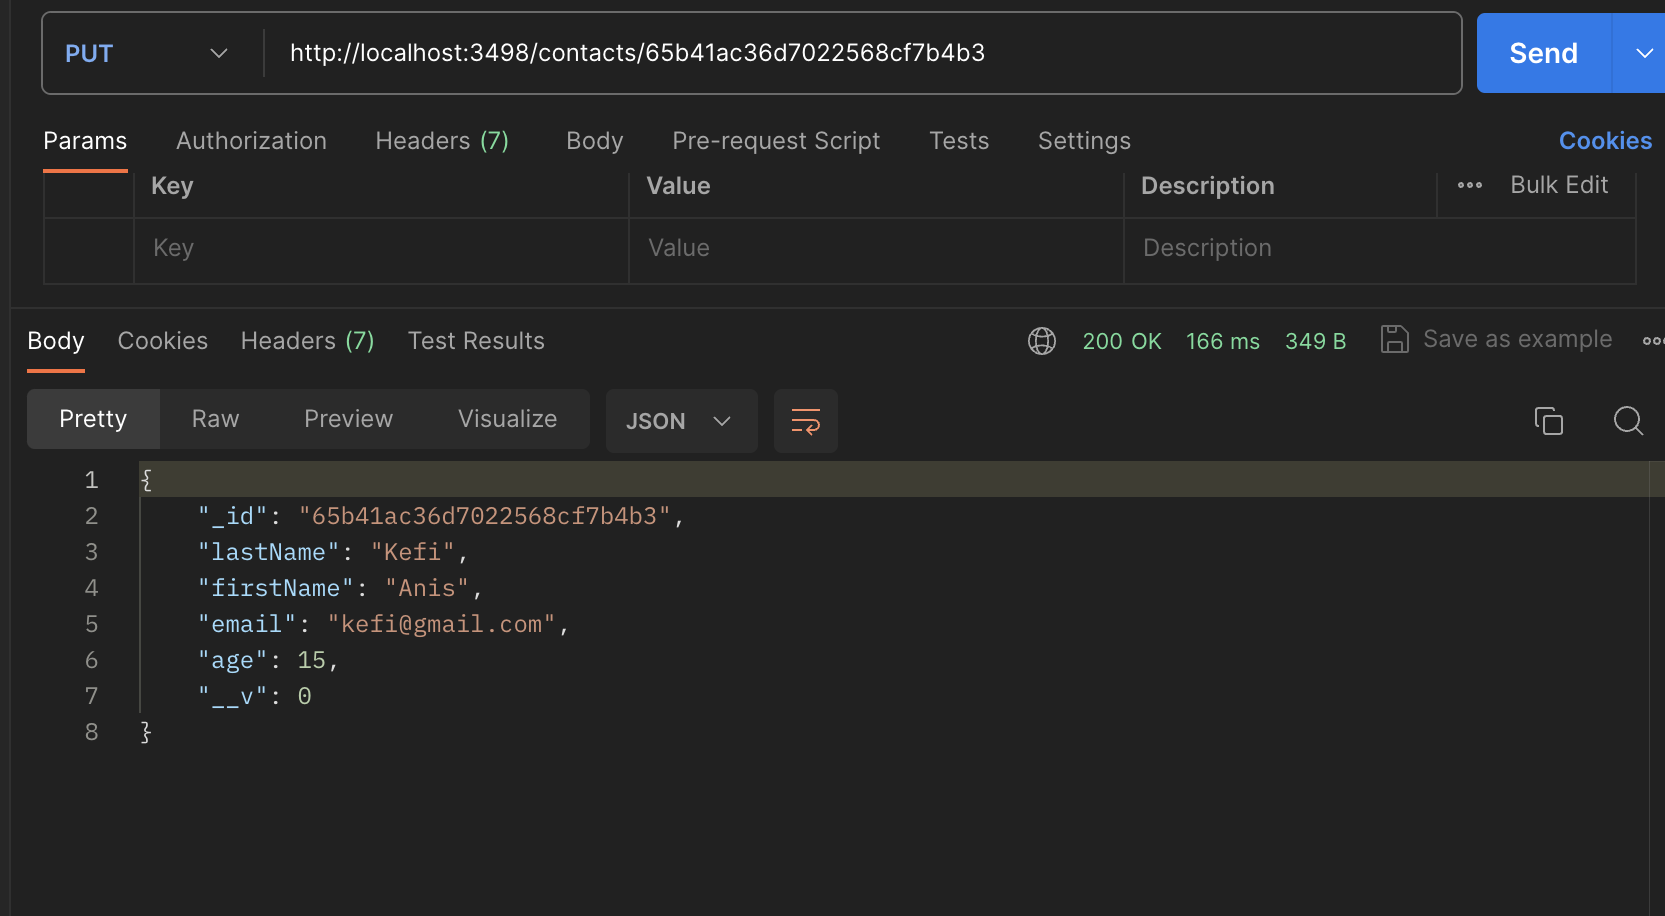 PUT http://localhost:3498/contacts/65b41ac36d7022568cf7b4b3 Send
Params Authorization Headers (7) Body Pre-request Script Tests Settings Cookies
Key Value Description Bulk Edit
Key Value Description
Body Cookies Headers (7) Test Results 200 OK 166 ms 349 B Save as example
Pretty Raw Preview Visualize JSON
1 {
2 "_id": "65b41ac36d7022568cf7b4b3",
3 "lastName": "Kefi",
4 "firstName": "Anis",
5 "email": "kefi@gmail.com",
6 "age": 15,
7 "__v": 0
8 }